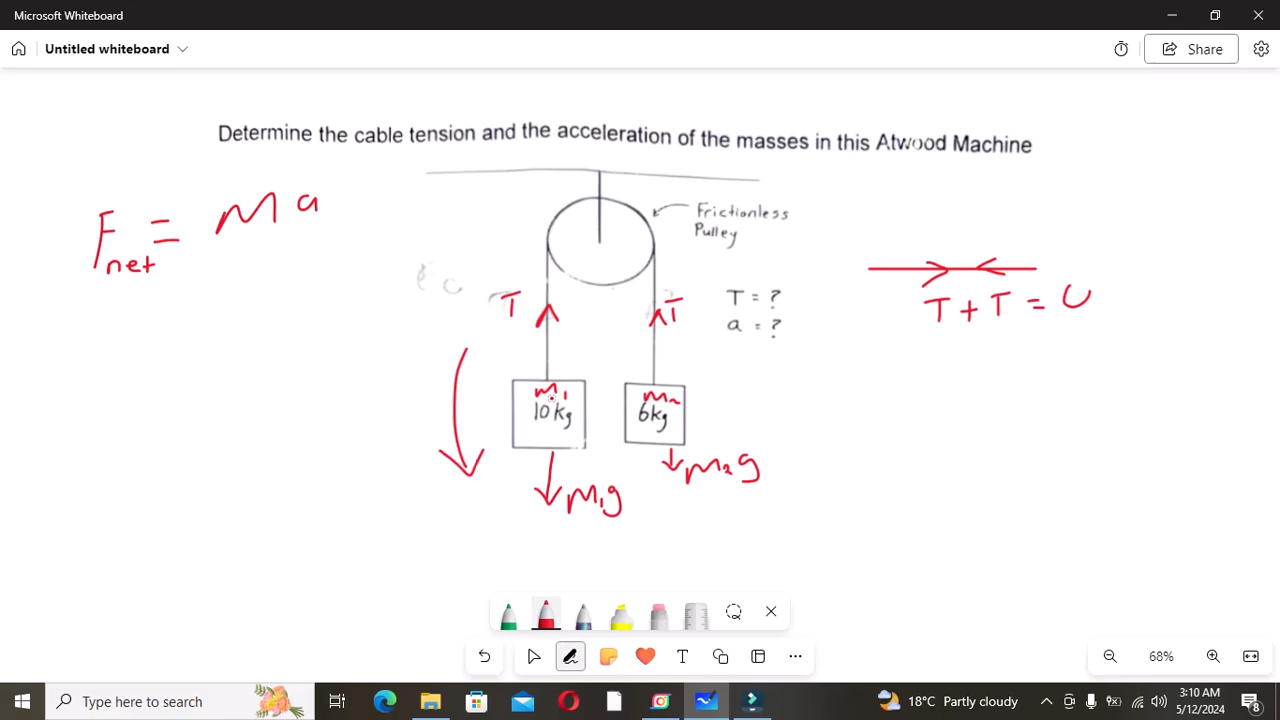 Microsoft Whiteboard
Untitled whiteboard
Share
Determine the cable tension and the acceleration of the masses in this Atwood Machine
Fnet = ma
Frictionless
Pulley
T
T
T = ?
a = ?
T + T = 0
m1
10kg
m2
6kg
m1g
m2g
T
68%
Type here to search
18°C Partly cloudy
3:10 AM
5/12/2024
8